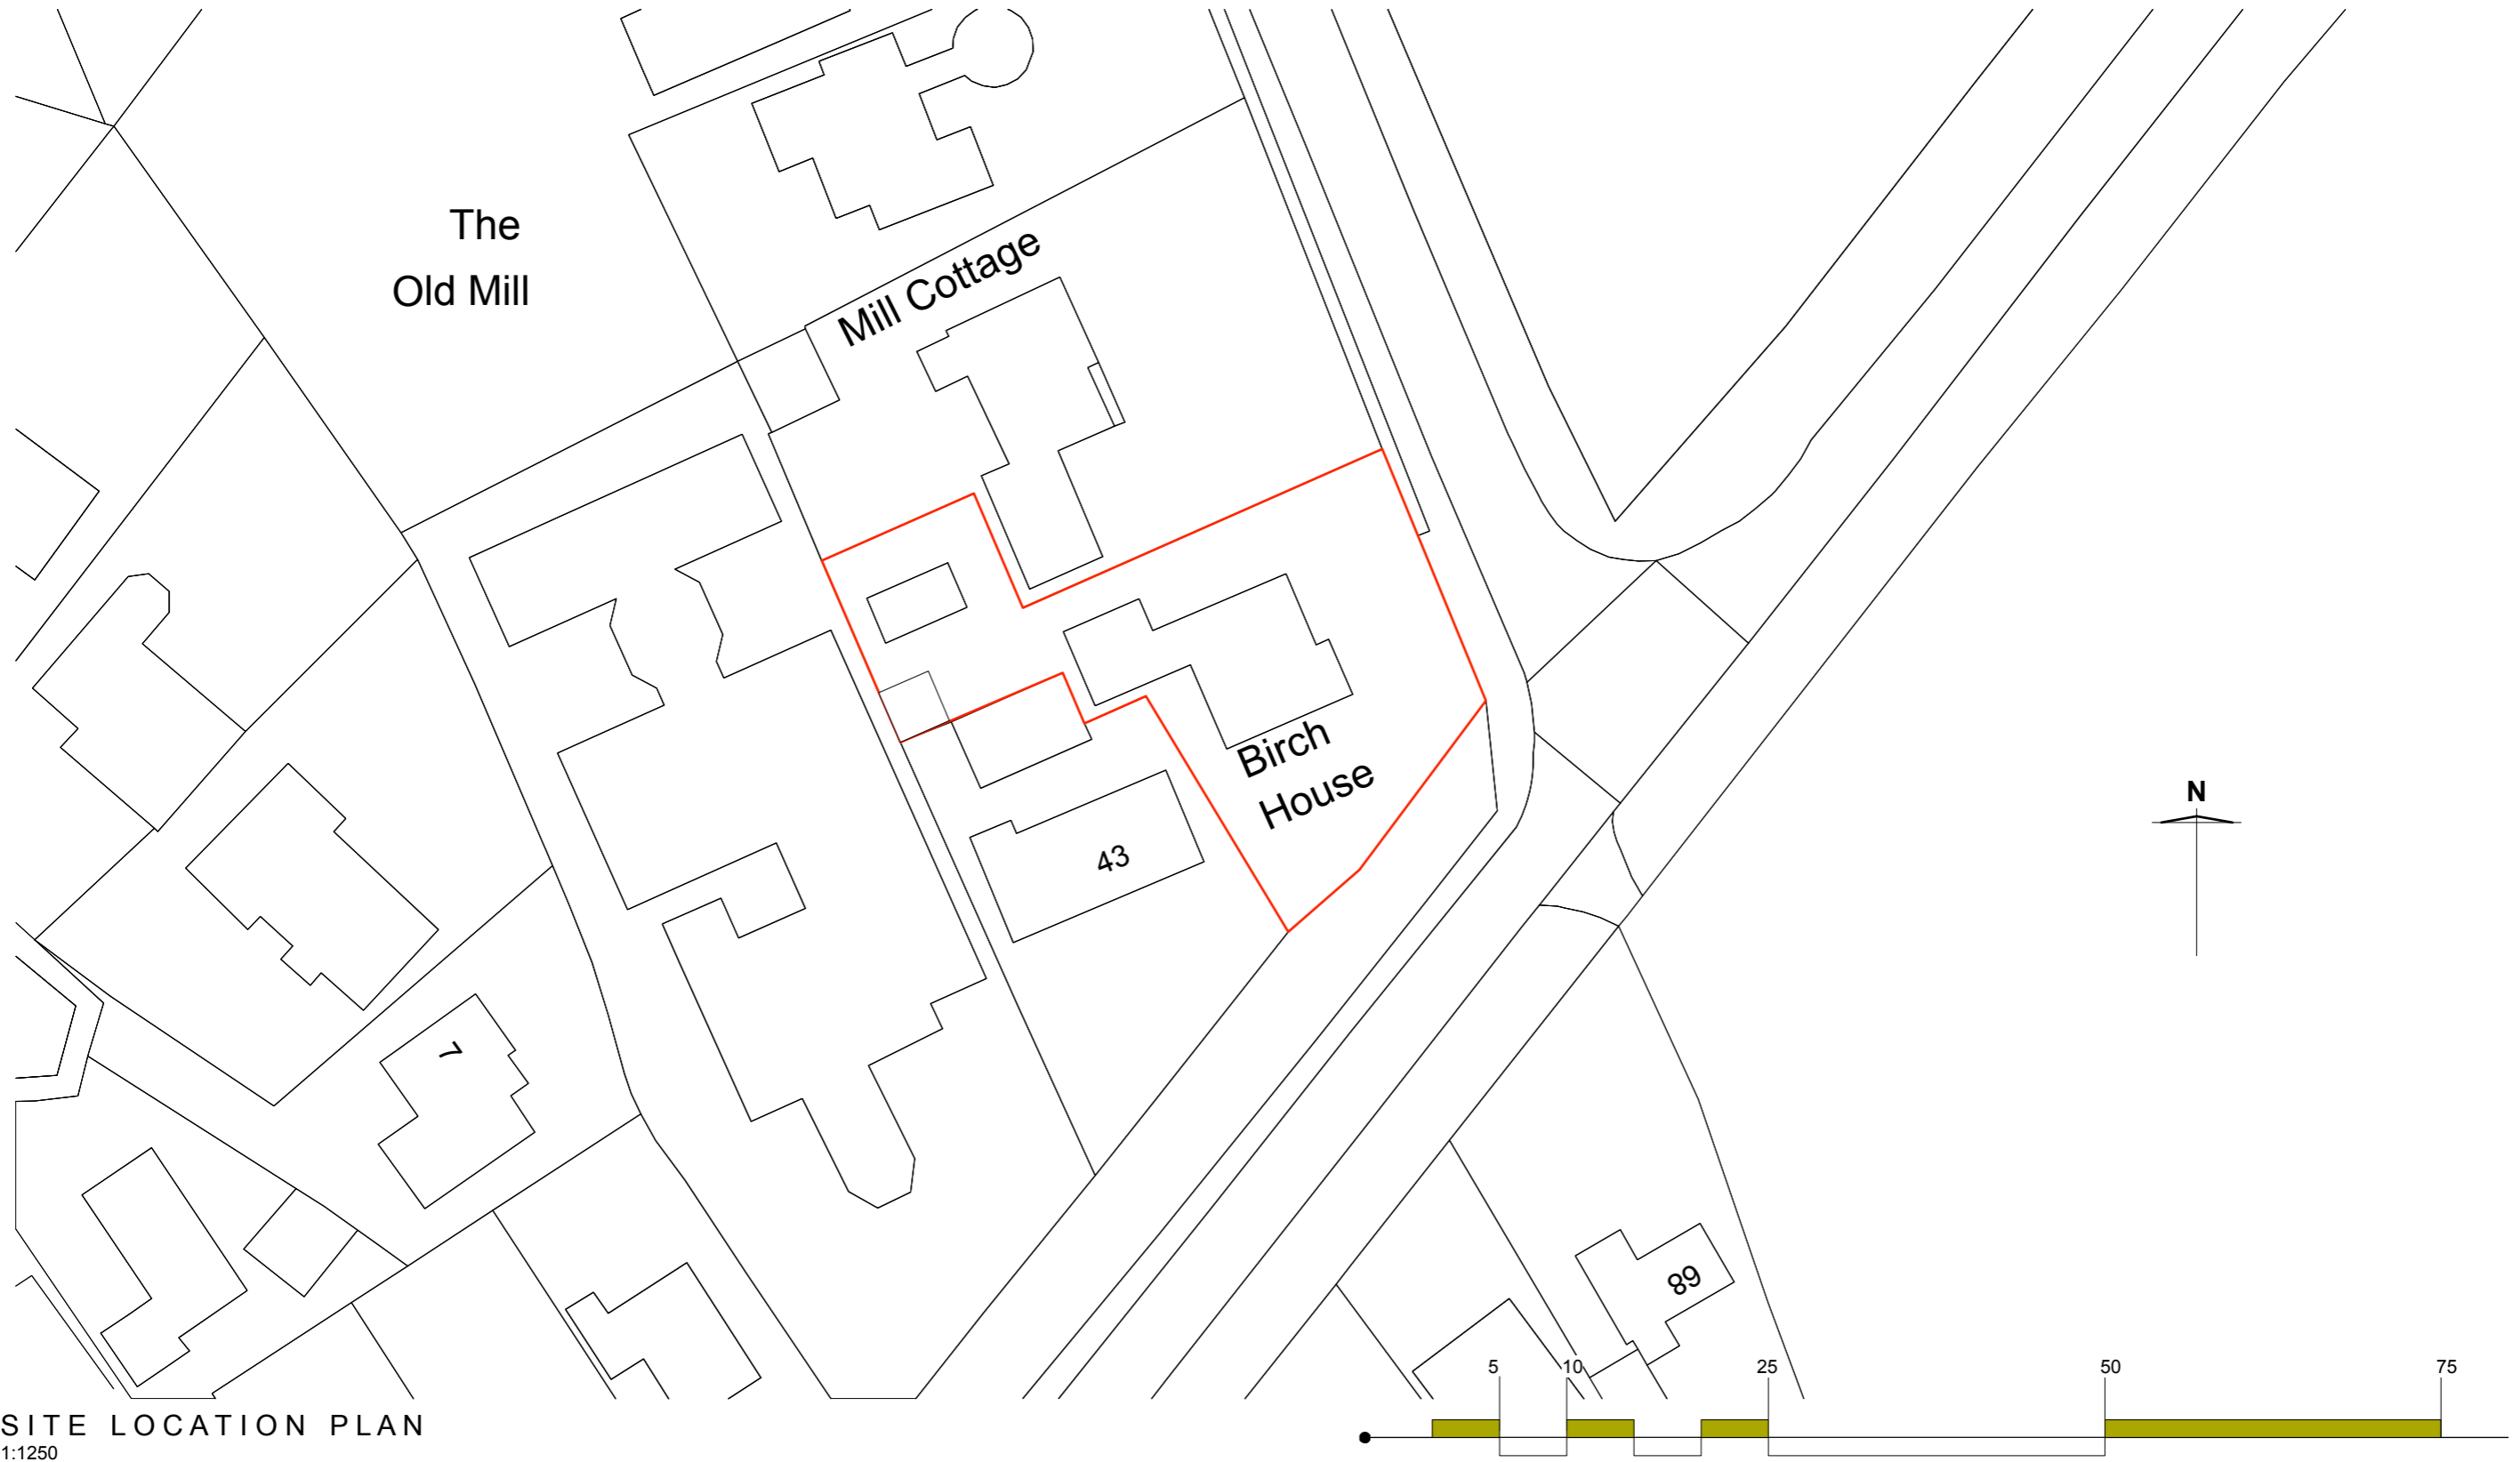 The
Old Mill
Mill Cottage
Birch
House
43
N
7
89
5 10 25 50 75
SITE LOCATION PLAN
1:1250